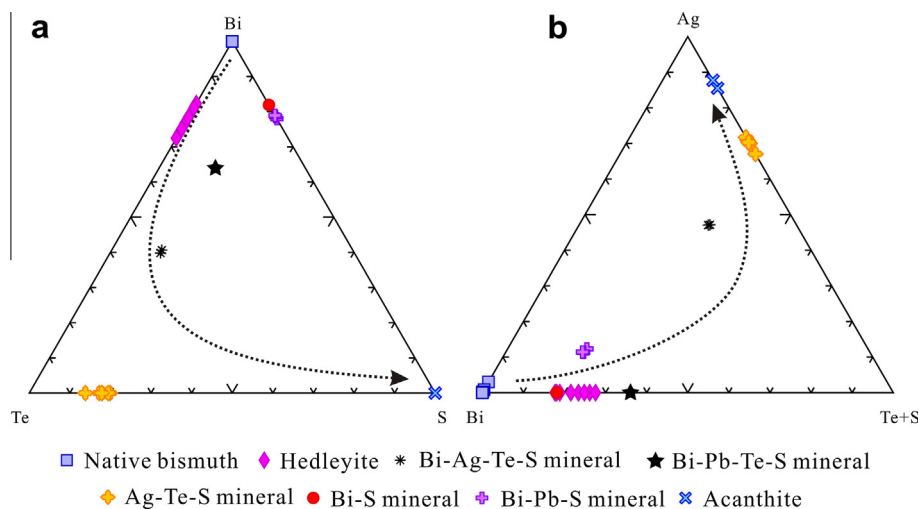 a
Bi
b
Ag
Te
S
Bi
Te+S
Native bismuth
Hedleyite
Bi-Ag-Te-S mineral
Bi-Pb-Te-S mineral
Ag-Te-S mineral
Bi-S mineral
Bi-Pb-S mineral
Acanthite